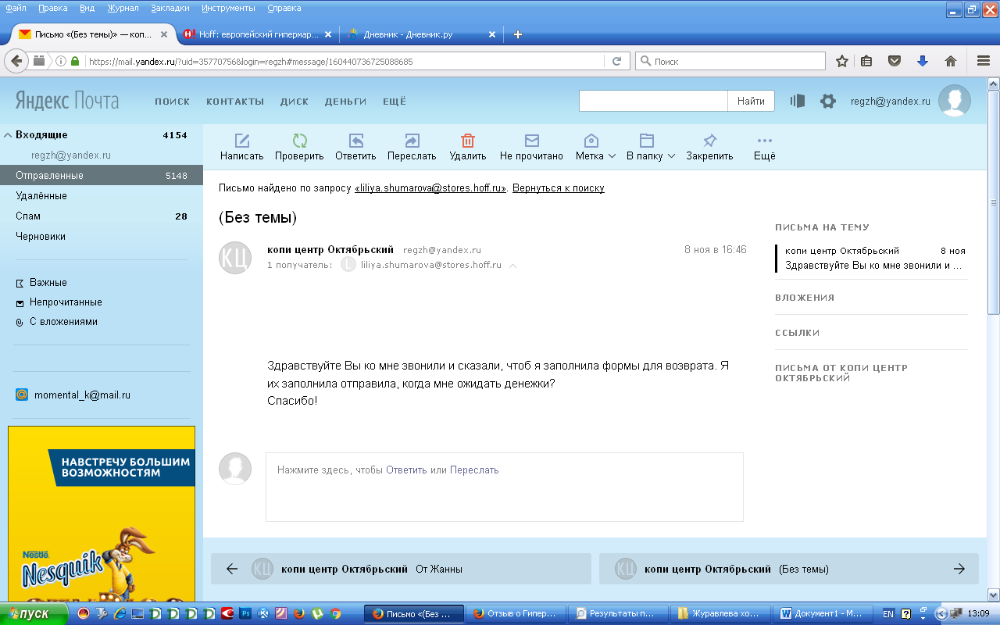 Файл Правка Вид Журнал Закладки Инструменты Справка
Письмо «(Без темы)» — коп... Hoff: европейский гипермар... Дневник - Дневник.ру
https://mail.yandex.ru/?uid=35770756&login=regzh#message/160440736725088685 Поиск
Яндекс Почта ПОИСК КОНТАКТЫ ДИСК ДЕНЬГИ ЕЩЁ Найти regzh@yandex.ru
Входящие 4154
regzh@yandex.ru
Отправленные 5148
Удалённые
Спам 28
Черновики
Важные
Непрочитанные
С вложениями
momental_k@mail.ru
НАВСТРЕЧУ БОЛЬШИМ
ВОЗМОЖНОСТЯМ
Nestlé
Nesquik
Написать Проверить Ответить Переслать Удалить Не прочитано Метка В папку Закрепить Ещё
Письмо найдено по запросу «liliya.shumarova@stores.hoff.ru». Вернуться к поиску
(Без темы)
КЦ копи центр Октябрьский regzh@yandex.ru 8 ноя в 16:46
1 получатель: L liliya.shumarova@stores.hoff.ru
Здравствуйте Вы ко мне звонили и сказали, чтоб я заполнила формы для возврата. Я
их заполнила отправила, когда мне ожидать денежки?
Спасибо!
Нажмите здесь, чтобы Ответить или Переслать
ПИСЬМА НА ТЕМУ
копи центр Октябрьский 8 ноя
Здравствуйте Вы ко мне звонили и ...
ВЛОЖЕНИЯ
ССЫЛКИ
ПИСЬМА ОТ КОПИ ЦЕНТР
ОКТЯБРЬСКИЙ
КЦ копи центр Октябрьский От Жанны
КЦ копи центр Октябрьский (Без темы)
пуск Письмо «(Без ... Отзыв о Гипер... Результаты п... Журавлева хо... Документ1 - М... EN 13:09